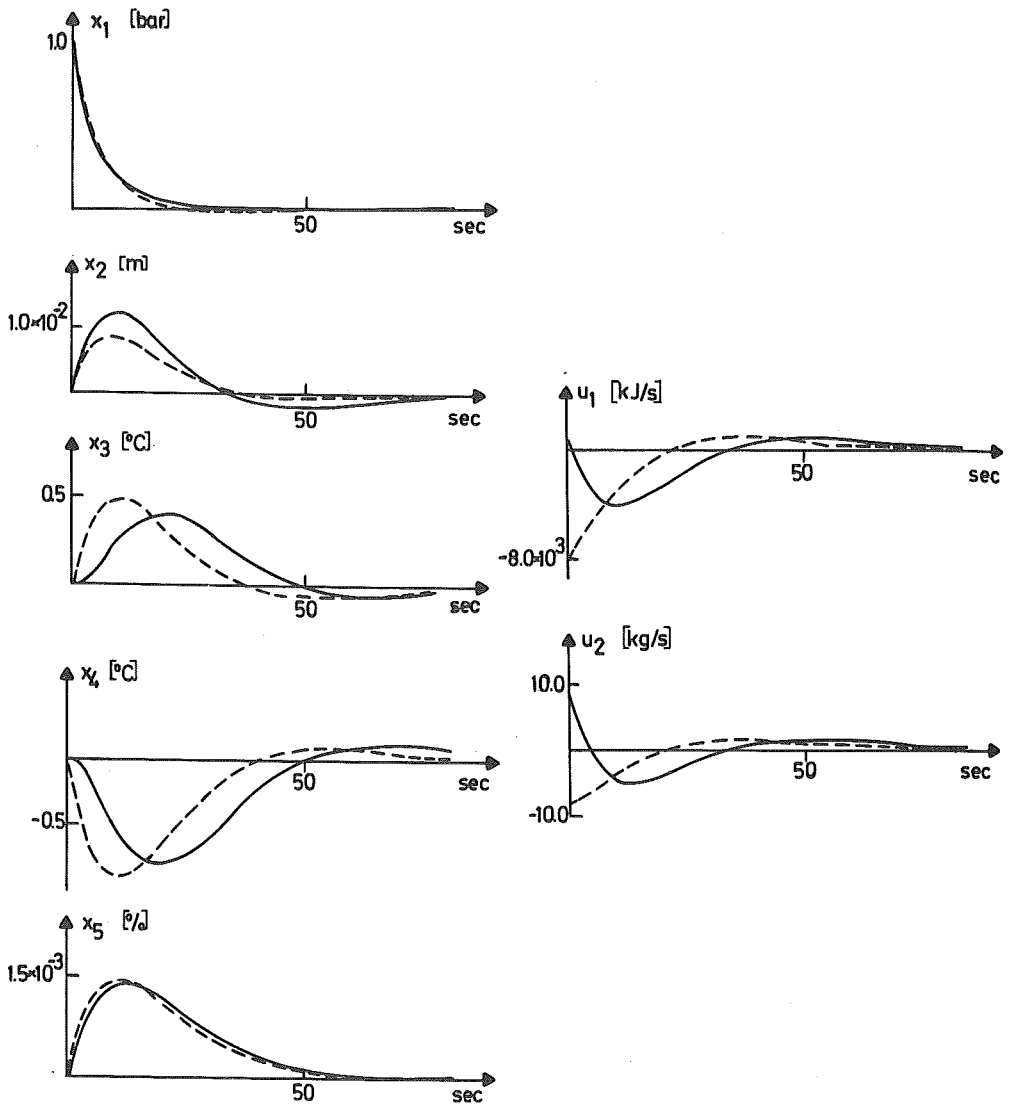 x₁ [bar]
1.0
50
sec
x₂ [m]
1.0×10⁻²
50
sec
x₃ [°C]
0.5
50
sec
x₄ [°C]
50
sec
-0.5
x₅ [%]
1.5×10⁻³
50
sec
u₁ [kJ/s]
50
sec
-8.0×10³
u₂ [kg/s]
10.0
50
sec
-10.0